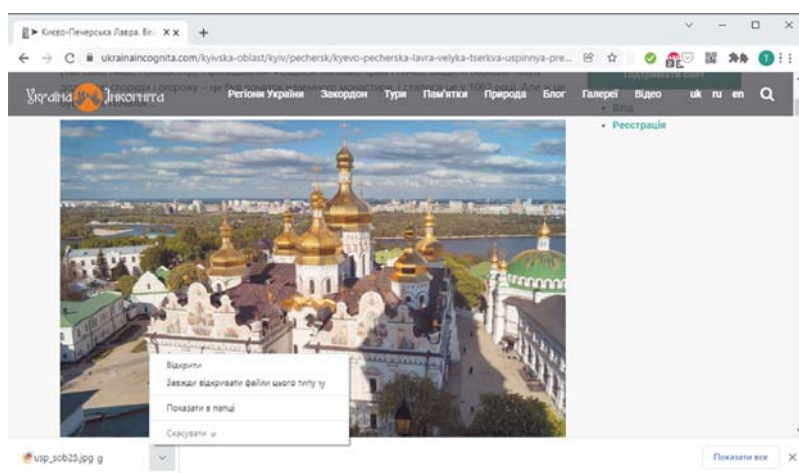 Києво-Печерська Лавра. Ве
ukrainaincognita.com/kyivska-oblast/kyiv/pechersk/kyevo-pecherska-lavra-velyka-tserkva-uspinnya-pre...
Т
Підтримати сайт
Україна Інкогніта
Регіони України Закордон Тури Пам'ятки Природа Блог Галереї Відео uk ru en
Вхід
Реєстрація
Відкрити
Завжди відкривати файли цього типу
Показати в папці
Скасувати
usp_sob25.jpg
Показати все